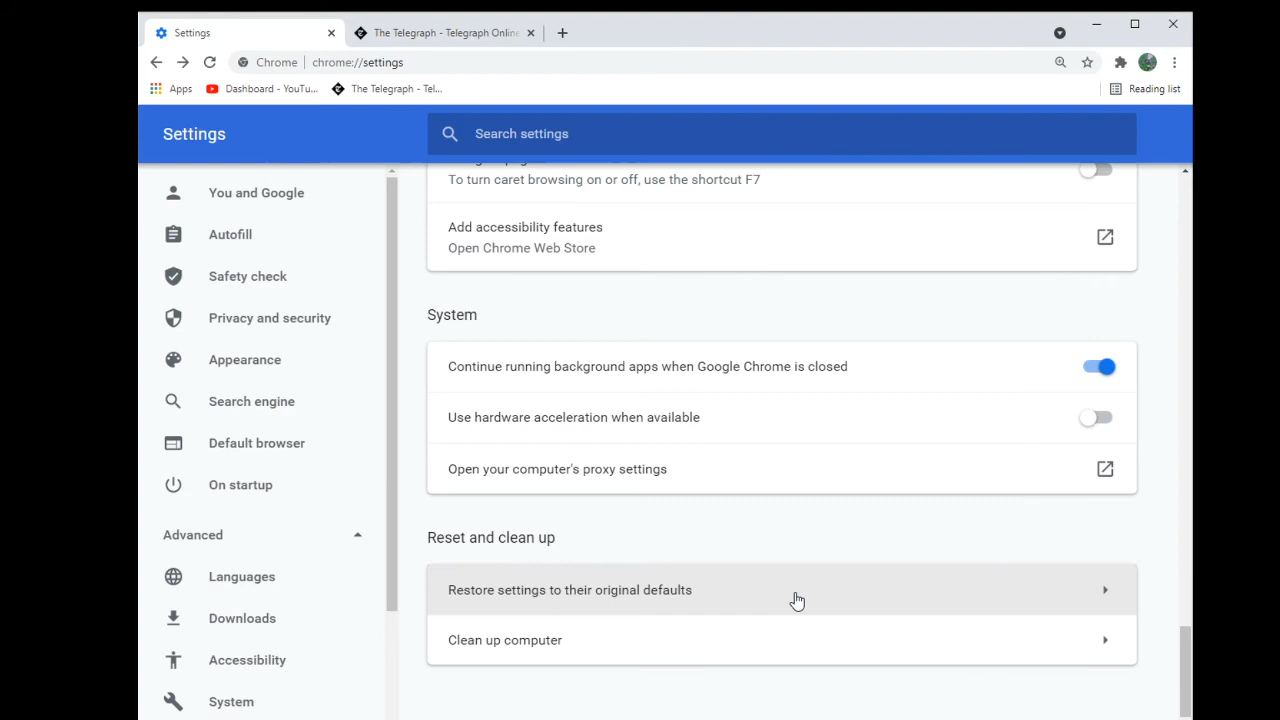 Settings
The Telegraph - Telegraph Online
Chrome
chrome://settings
Apps
Dashboard - YouTu...
The Telegraph - Tel...
Reading list
Settings
Search settings
You and Google
Autofill
Safety check
Privacy and security
Appearance
Search engine
Default browser
On startup
Advanced
Languages
Downloads
Accessibility
System
To turn caret browsing on or off, use the shortcut F7
Add accessibility features
Open Chrome Web Store
System
Continue running background apps when Google Chrome is closed
Use hardware acceleration when available
Open your computer's proxy settings
Reset and clean up
Restore settings to their original defaults
Clean up computer